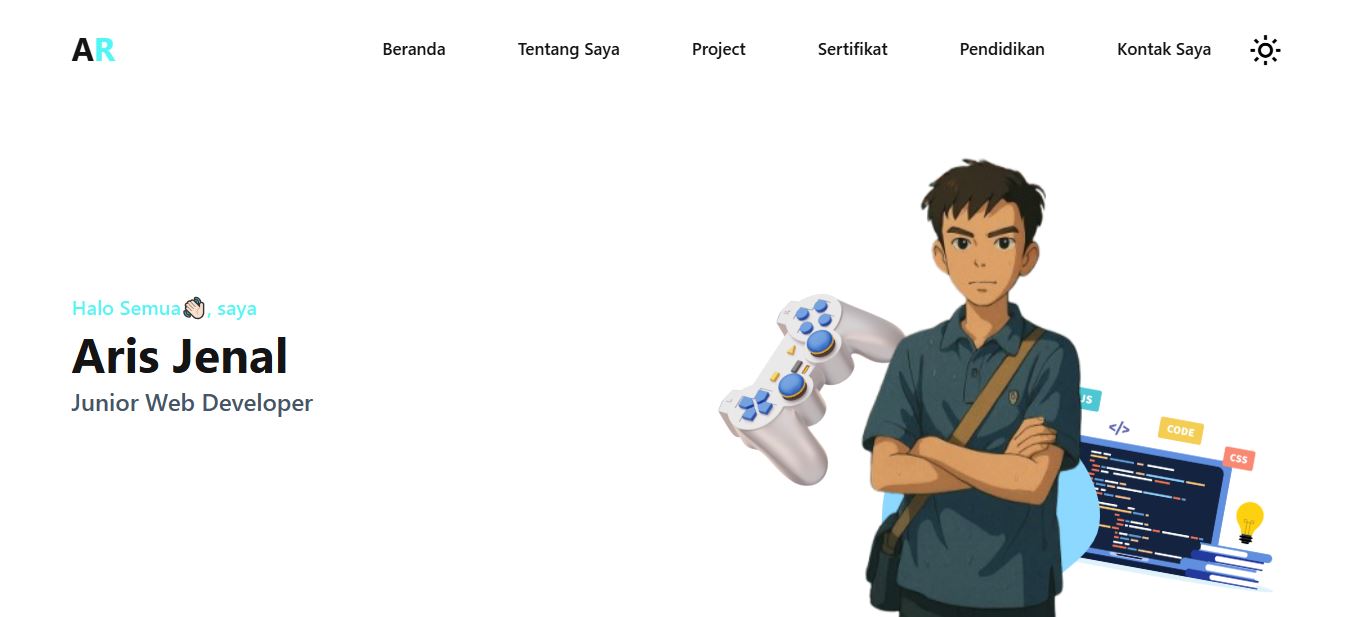 AR
Beranda
Tentang Saya
Project
Sertifikat
Pendidikan
Kontak Saya
Halo Semua👋🏻, saya
Aris Jenal
Junior Web Developer
JS
</>
CODE
CSS